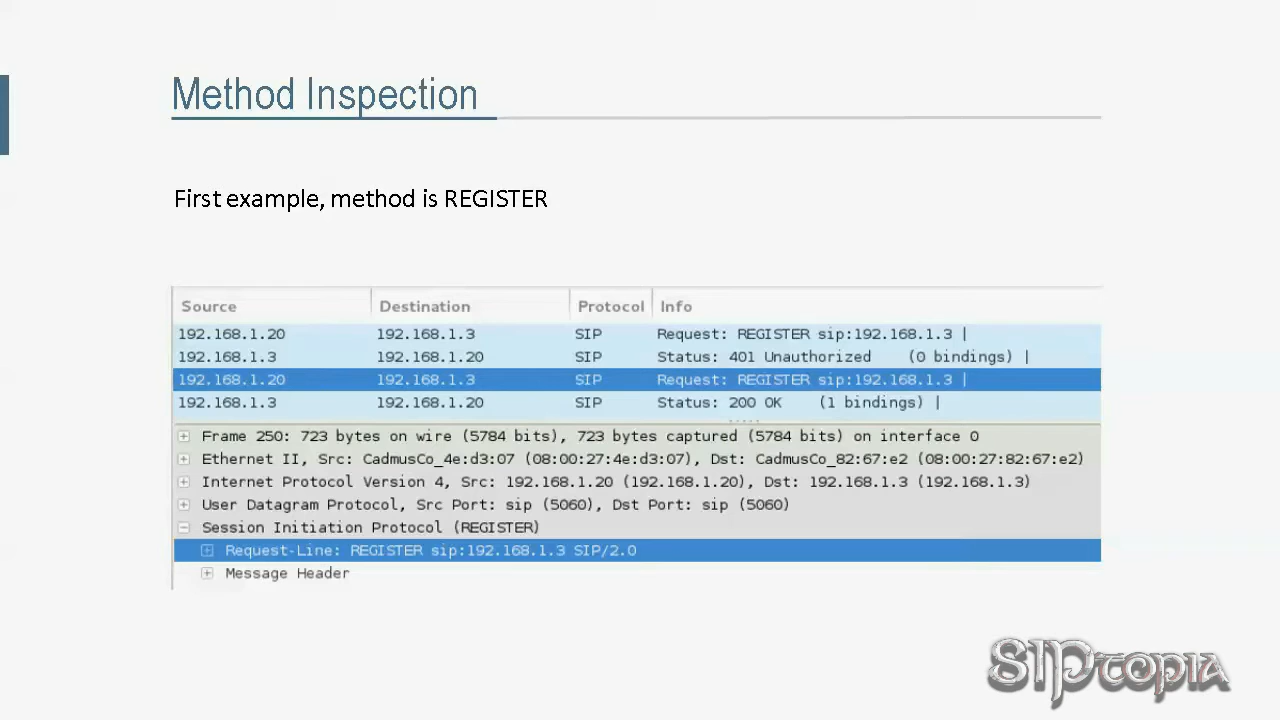 Method Inspection
First example, method is REGISTER
Source Destination Protocol Info
192.168.1.20 192.168.1.3 SIP Request: REGISTER sip:192.168.1.3 |
192.168.1.3 192.168.1.20 SIP Status: 401 Unauthorized (0 bindings) |
192.168.1.20 192.168.1.3 SIP Request: REGISTER sip:192.168.1.3 |
192.168.1.3 192.168.1.20 SIP Status: 200 OK (1 bindings) |
Frame 250: 723 bytes on wire (5784 bits), 723 bytes captured (5784 bits) on interface 0
Ethernet II, Src: CadmusCo_4e:d3:07 (08:00:27:4e:d3:07), Dst: CadmusCo_82:67:e2 (08:00:27:82:67:e2)
Internet Protocol Version 4, Src: 192.168.1.20 (192.168.1.20), Dst: 192.168.1.3 (192.168.1.3)
User Datagram Protocol, Src Port: sip (5060), Dst Port: sip (5060)
Session Initiation Protocol (REGISTER)
Request-Line: REGISTER sip:192.168.1.3 SIP/2.0
Message Header
SIPtopia